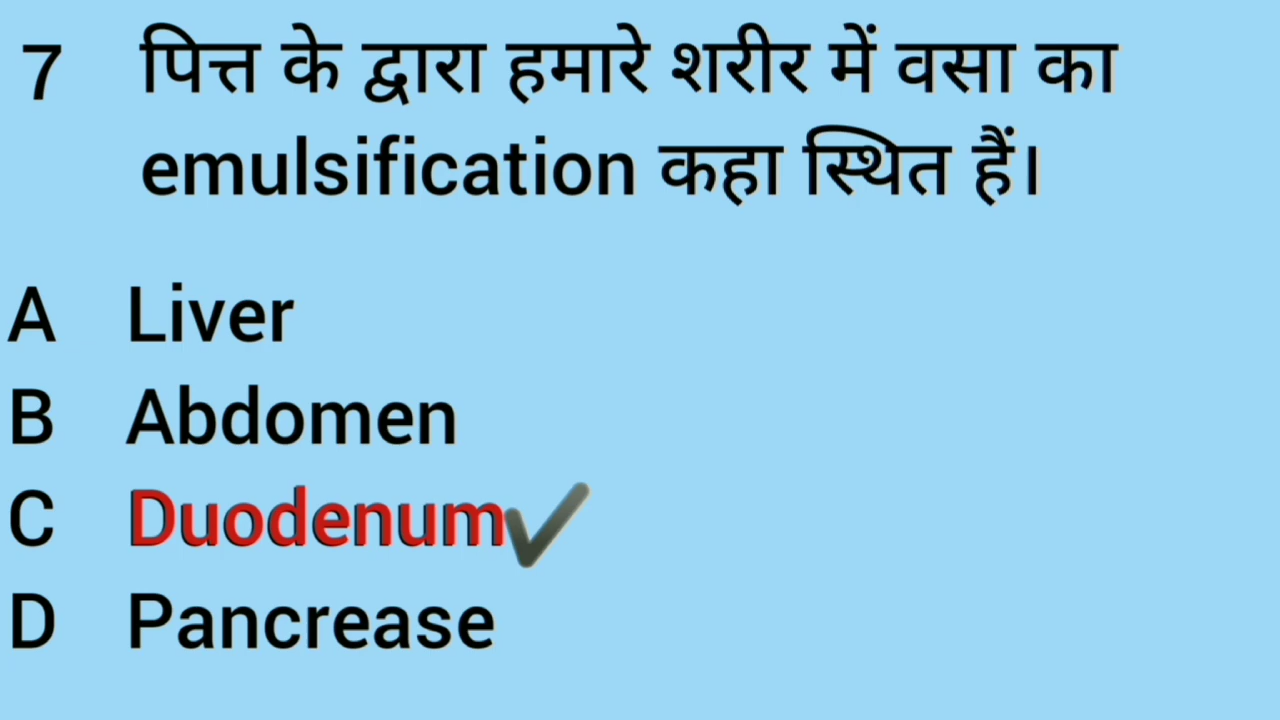 7 पित्त के द्वारा हमारे शरीर में वसा का
emulsification कहा स्थित हैं।
A Liver
B Abdomen
C Duodenum✔
D Pancrease